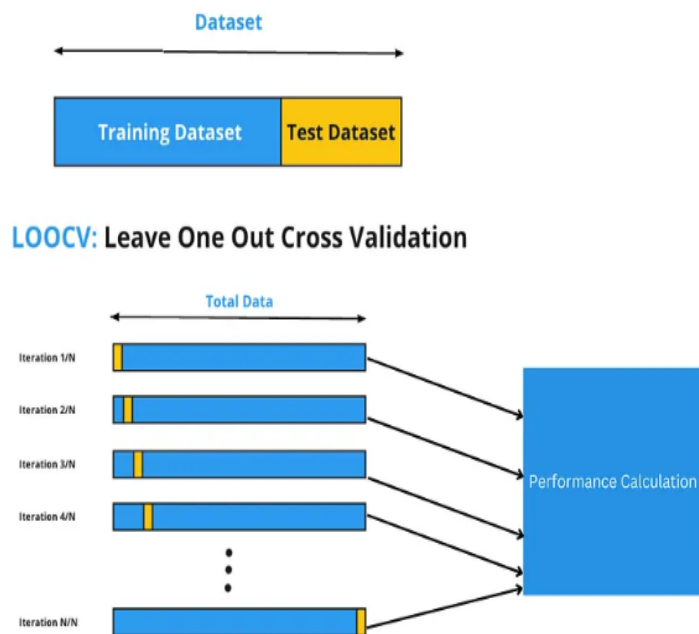 Dataset
Training Dataset
Test Dataset
LOOCV: Leave One Out Cross Validation
Total Data
Iteration 1/N
Iteration 2/N
Iteration 3/N
Iteration 4/N
Performance Calculation
Iteration N/N